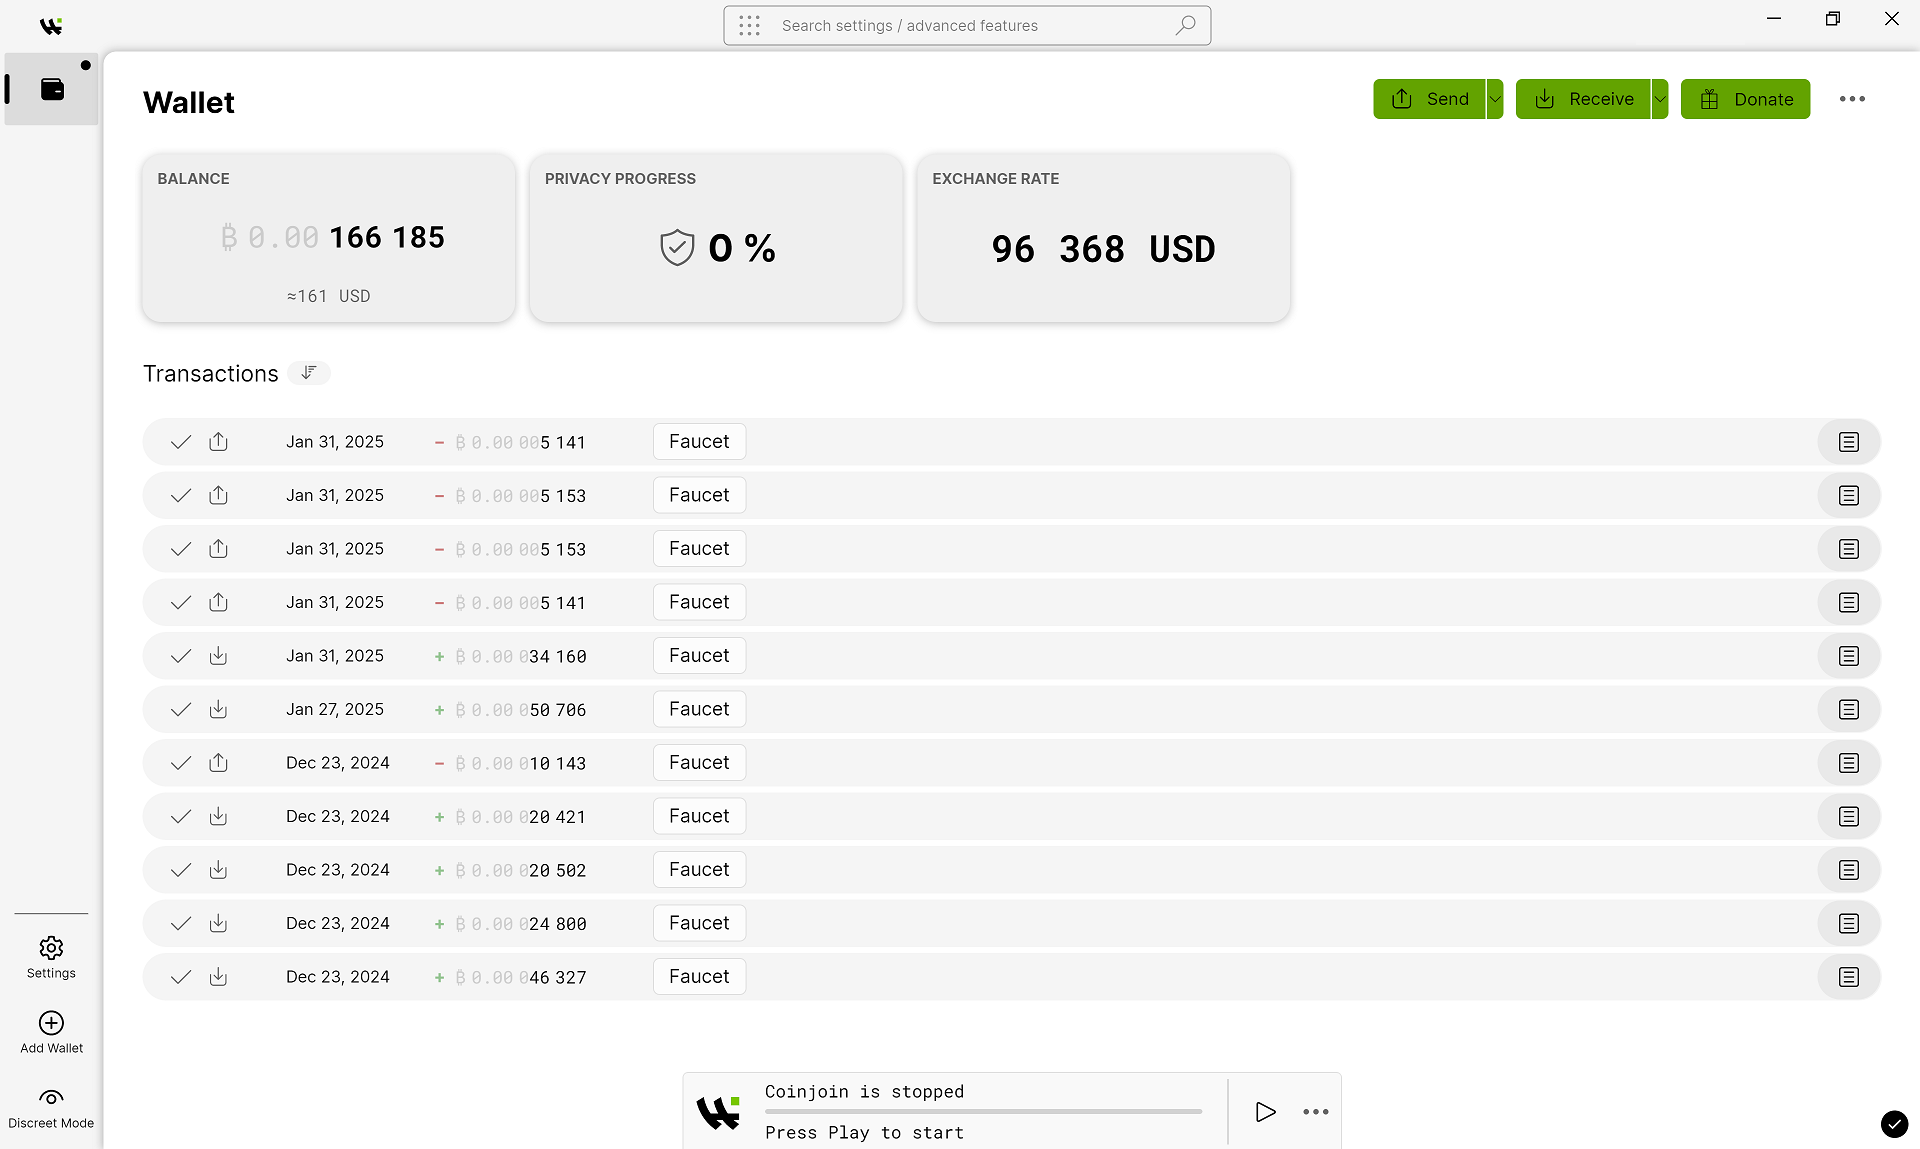 Search settings / advanced features
Wallet
Send
Receive
Donate
BALANCE
₿ 0.00 166 185
≈161 USD
PRIVACY PROGRESS
0 %
EXCHANGE RATE
96 368 USD
Transactions
Jan 31, 2025 - ₿ 0.00 005 141 Faucet
Jan 31, 2025 - ₿ 0.00 005 153 Faucet
Jan 31, 2025 - ₿ 0.00 005 153 Faucet
Jan 31, 2025 - ₿ 0.00 005 141 Faucet
Jan 31, 2025 + ₿ 0.00 034 160 Faucet
Jan 27, 2025 + ₿ 0.00 050 706 Faucet
Dec 23, 2024 - ₿ 0.00 010 143 Faucet
Dec 23, 2024 + ₿ 0.00 020 421 Faucet
Dec 23, 2024 + ₿ 0.00 020 502 Faucet
Dec 23, 2024 + ₿ 0.00 024 800 Faucet
Dec 23, 2024 + ₿ 0.00 046 327 Faucet
Settings
Add Wallet
Discreet Mode
Coinjoin is stopped
Press Play to start